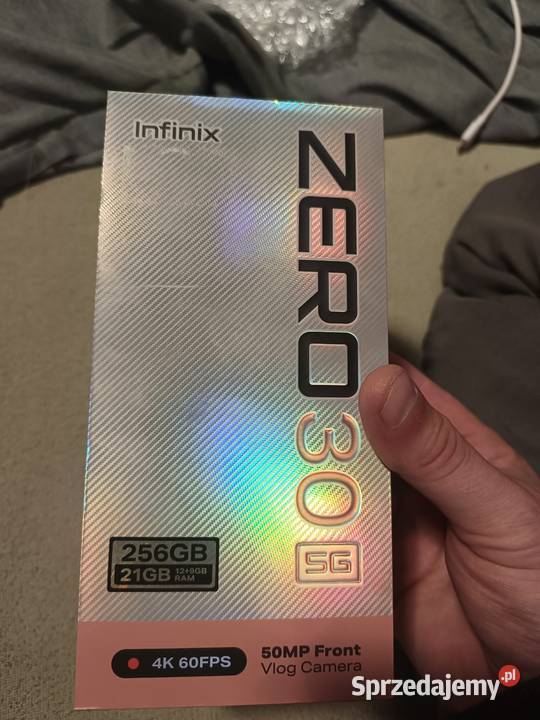 Infinix
ZERO 30
5G
256GB
21GB 12+9GB RAM
4K 60FPS
50MP Front
Vlog Camera
Sprzedajemy.pl